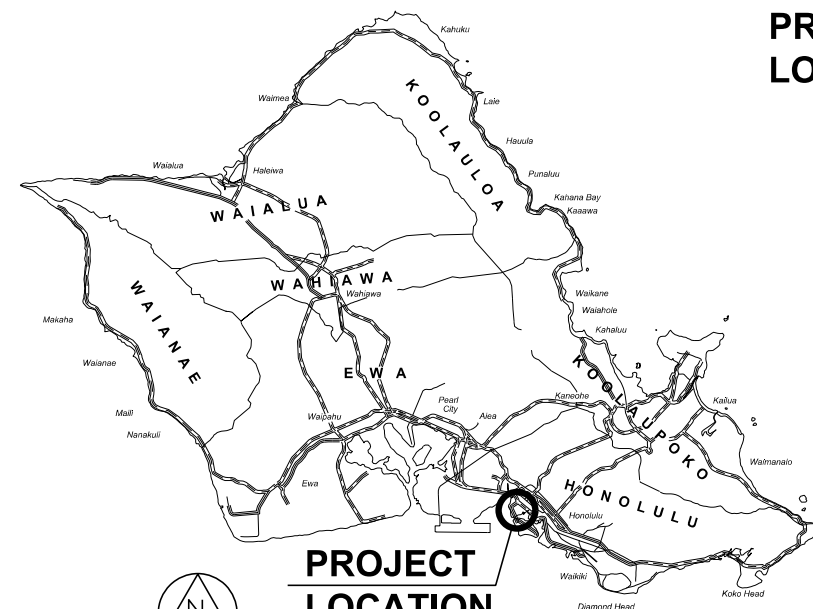 PR
LO
Kahuku
Waimea
Laie
KOOLAULOA
Hauula
Waialua
Haleiwa
Punaluu
Kahana Bay
Kaaawa
WAIALUA
WAHIAWA
Wahiawa
Waikane
Waiahole
Kahaluu
WAIANAE
Makaha
Waianae
EWA
KOOLAUPOKO
Kaneohe
Kailua
Pearl
City
Aiea
Maili
Waipahu
Nanakuli
Waimanalo
Ewa
HONOLULU
Honolulu
PROJECT
LOCATION
N
Waikiki
Koko Head
Diamond Head